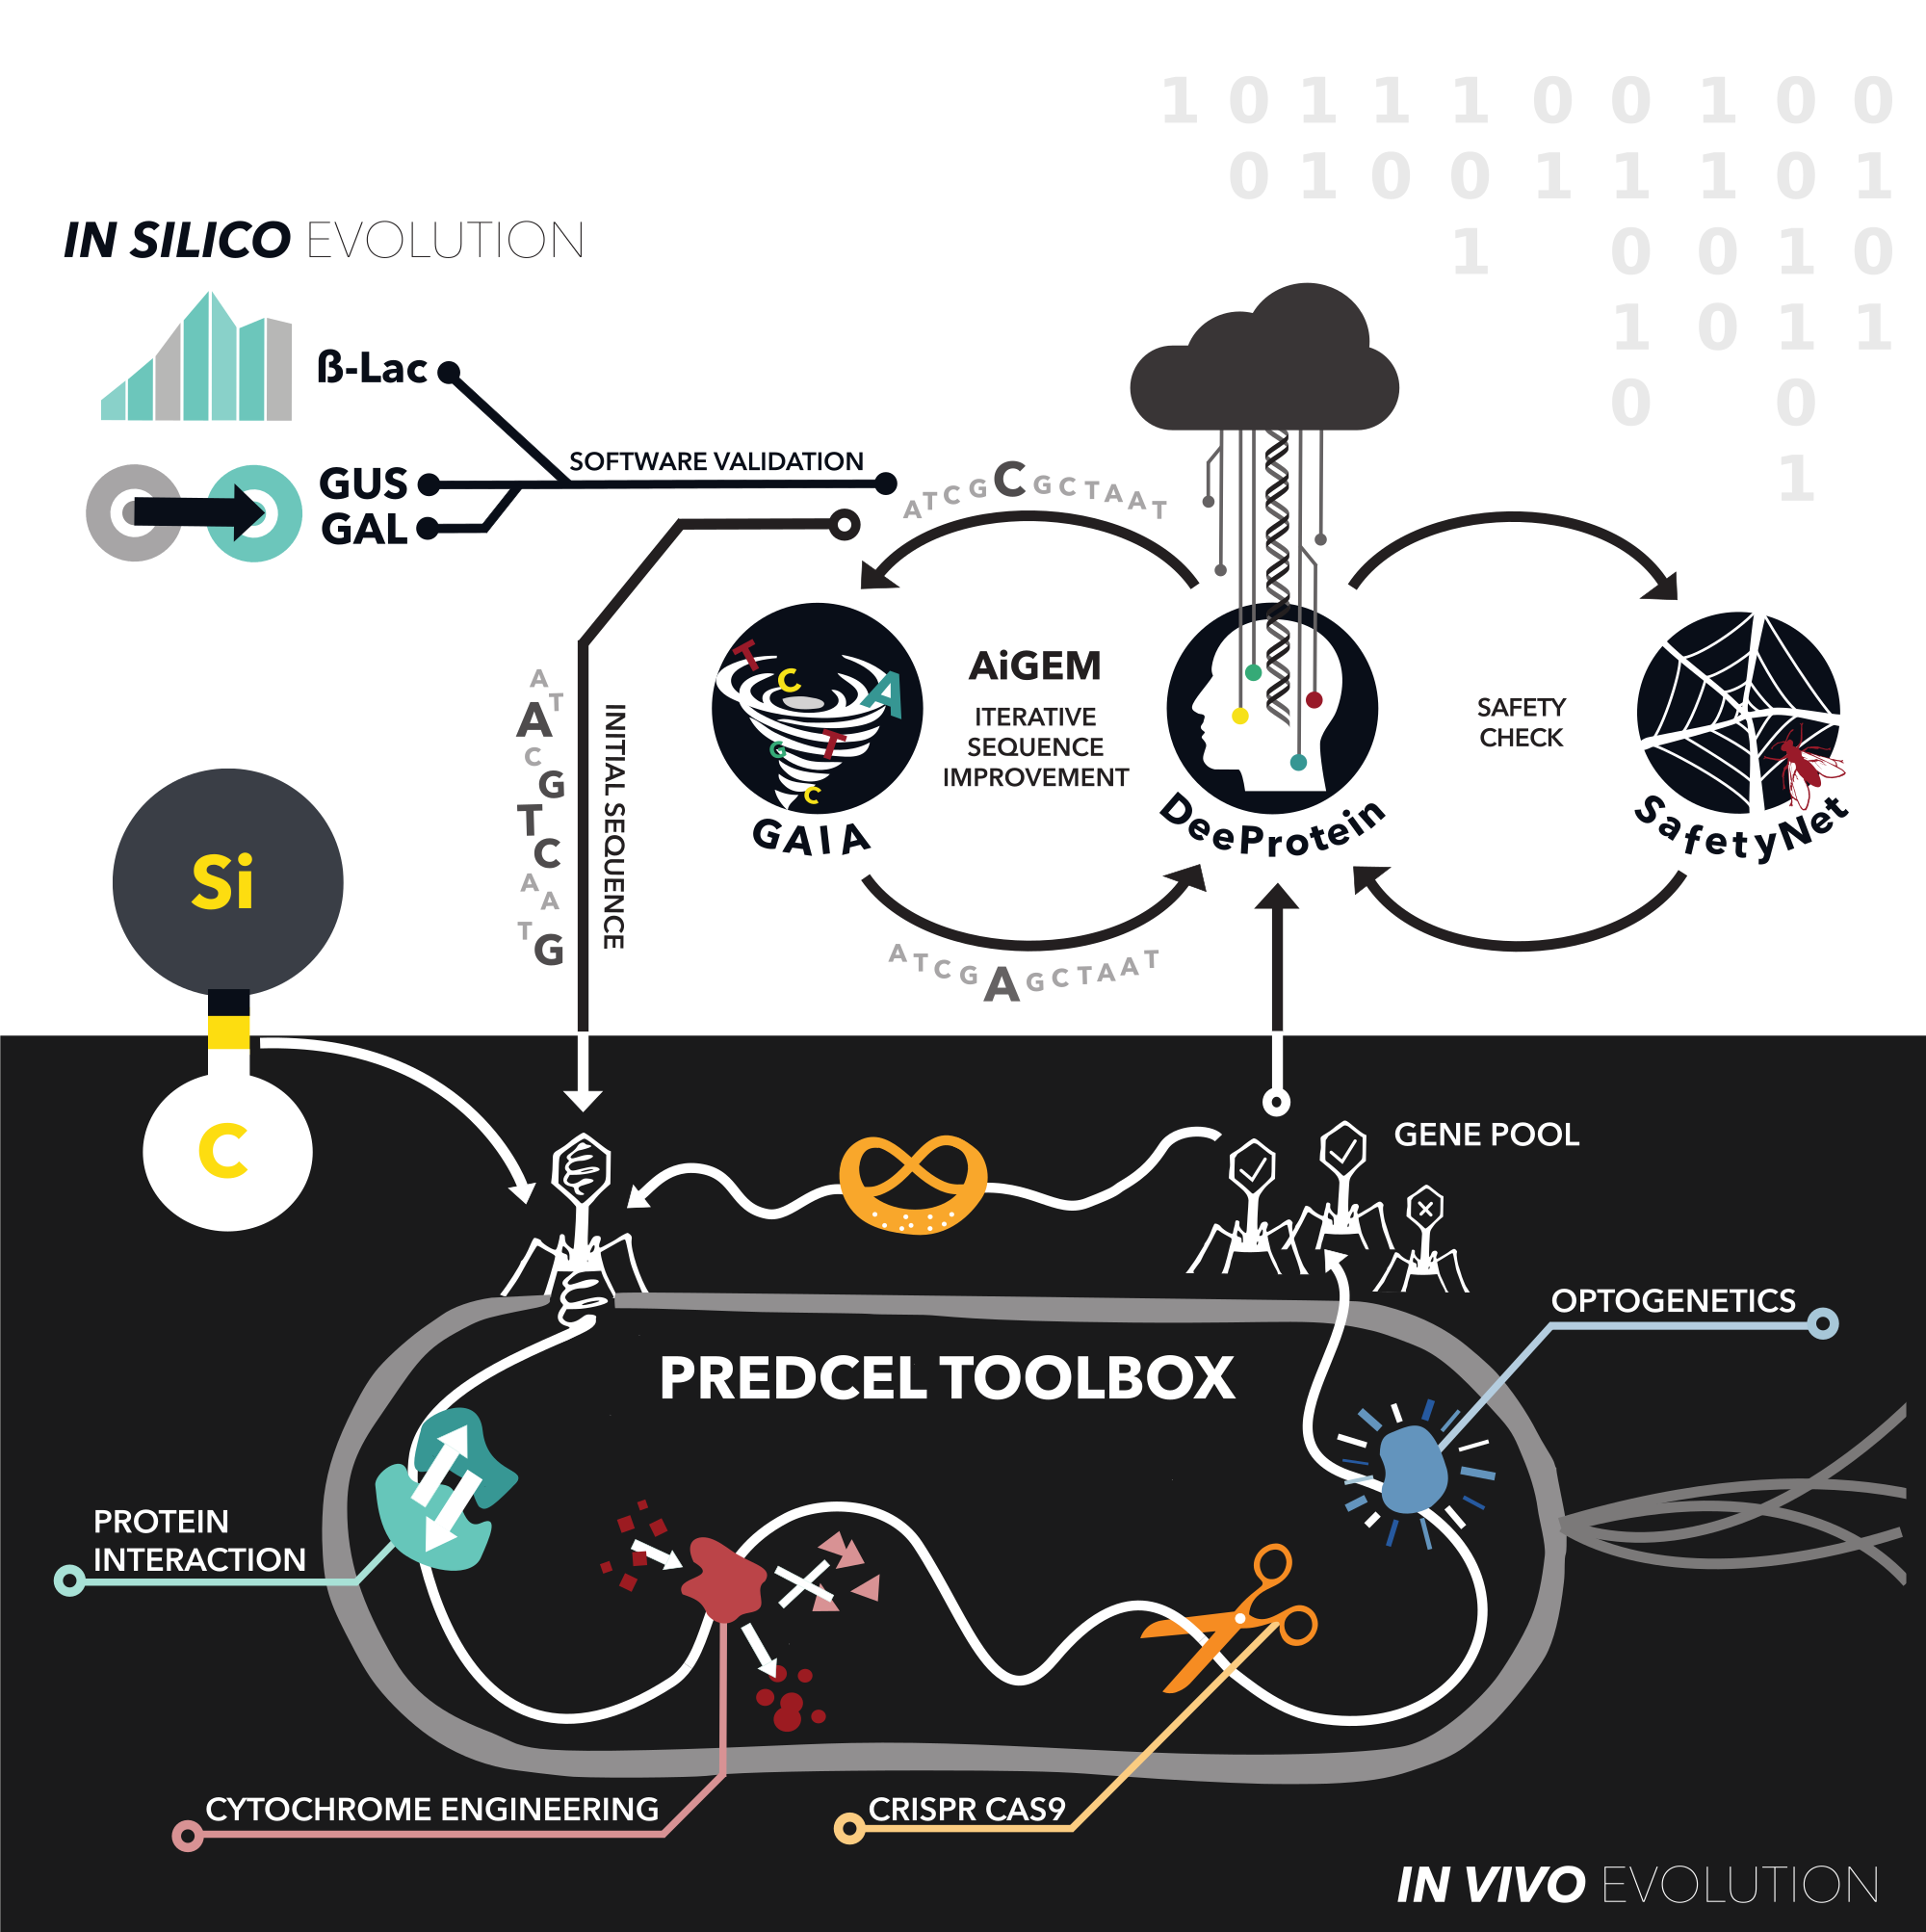 1 0 1 1 1 0 0 1 0 0
0 1 0 0 1 1 1 0 1
1 0 0 1 0
1 0 1 1
0 0
1
IN SILICO EVOLUTION
ß-Lac
GUS
GAL
SOFTWARE VALIDATION
ATCGCGCTAAT
T
C
A
G
T
C
GAIA
AiGEM
ITERATIVE
SEQUENCE
IMPROVEMENT
DeeProtein
SAFETY
CHECK
SafetyNet
ATCGAGCTAAT
INITIAL SEQUENCE
A
T
A
C
G
T
C
A
A
T
G
Si
C
GENE POOL
OPTOGENETICS
PREDCEL TOOLBOX
PROTEIN
INTERACTION
CYTOCHROME ENGINEERING
CRISPR CAS9
IN VIVO EVOLUTION